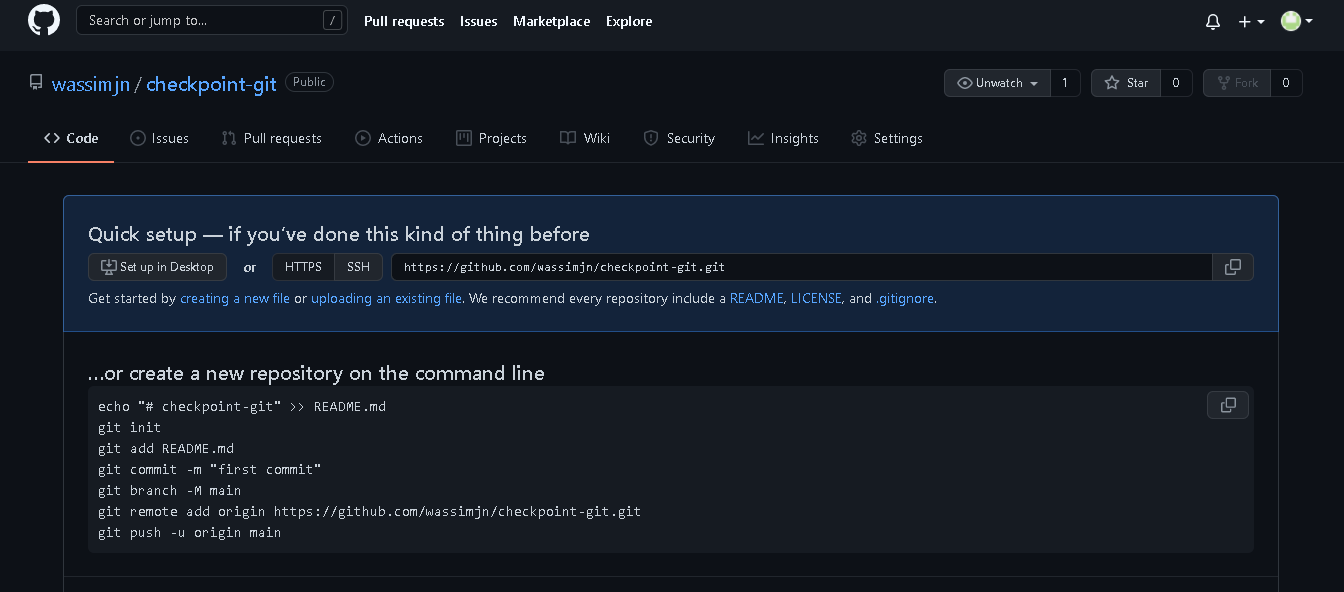 Search or jump to... /
Pull requests Issues Marketplace Explore
wassimjn / checkpoint-git Public
Unwatch 1 Star 0 Fork 0
Code Issues Pull requests Actions Projects Wiki Security Insights Settings
Quick setup — if you've done this kind of thing before
Set up in Desktop or HTTPS SSH https://github.com/wassimjn/checkpoint-git.git
Get started by creating a new file or uploading an existing file. We recommend every repository include a README, LICENSE, and .gitignore.
...or create a new repository on the command line
echo "# checkpoint-git" >> README.md
git init
git add README.md
git commit -m "first commit"
git branch -M main
git remote add origin https://github.com/wassimjn/checkpoint-git.git
git push -u origin main